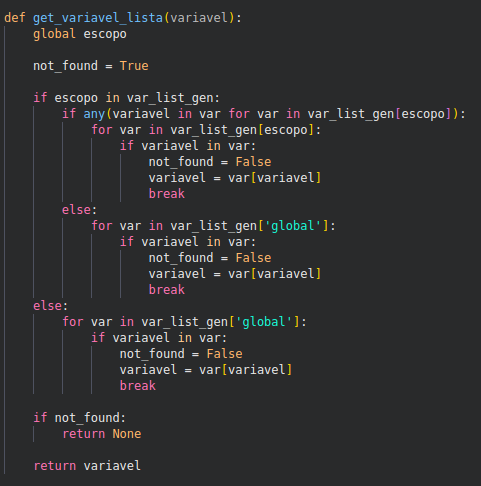 def get_variavel_lista(variavel):
    global escopo

    not_found = True

    if escopo in var_list_gen:
        if any(variavel in var for var in var_list_gen[escopo]):
            for var in var_list_gen[escopo]:
                if variavel in var:
                    not_found = False
                    variavel = var[variavel]
                    break
        else:
            for var in var_list_gen['global']:
                if variavel in var:
                    not_found = False
                    variavel = var[variavel]
                    break
    else:
        for var in var_list_gen['global']:
            if variavel in var:
                not_found = False
                variavel = var[variavel]
                break

    if not_found:
        return None

    return variavel